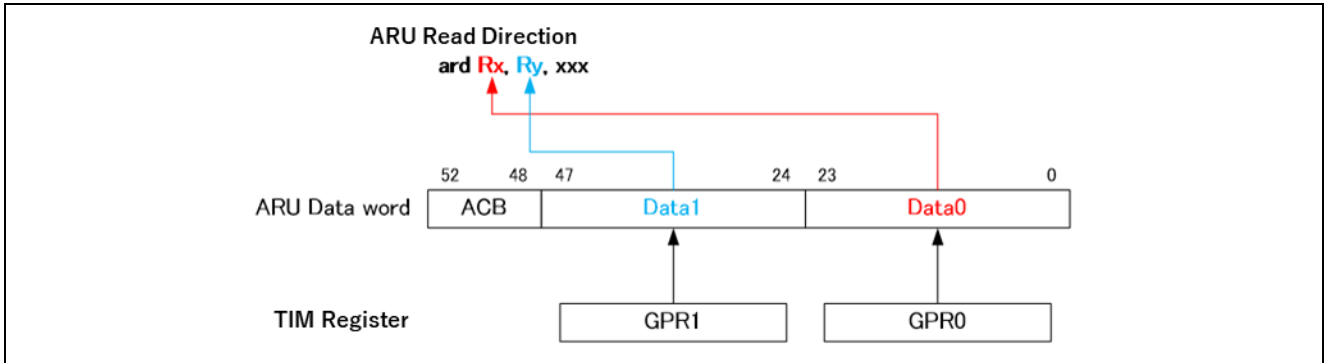 ARU Read Direction
ard Rx, Ry, xxx
52 48 47 24 23 0
ARU Data word ACB Data1 Data0
TIM Register GPR1 GPR0